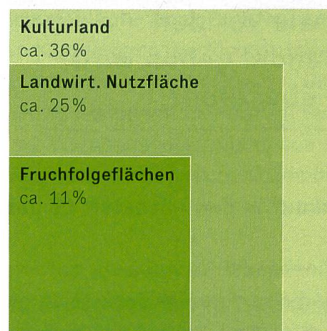 Kulturland
ca. 36%
Landwirt. Nutzfläche
ca. 25%
Fruchfolgeflächen
ca. 11%